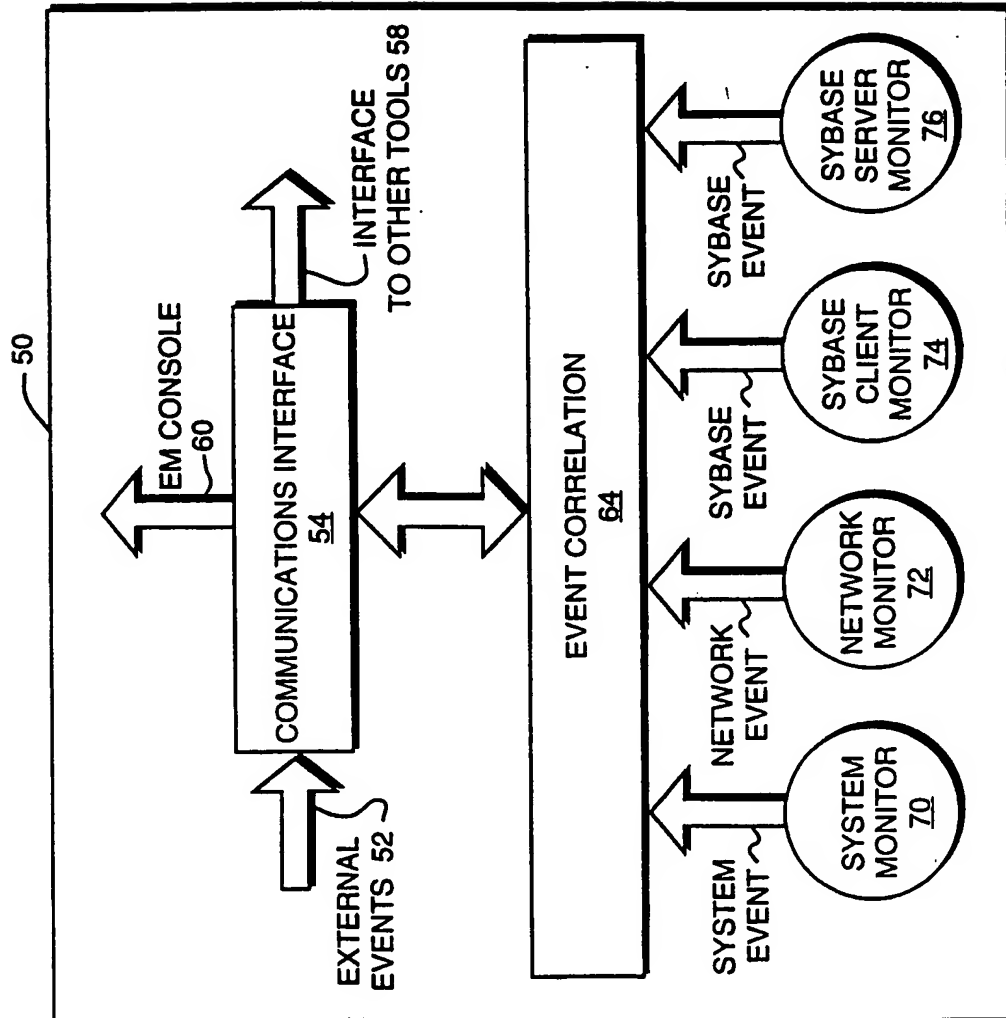 50
EM CONSOLE
60
EXTERNAL
EVENTS 52
COMMUNICATIONS INTERFACE
54
INTERFACE
TO OTHER TOOLS 58
EVENT CORRELATION
64
SYSTEM
EVENT
NETWORK
EVENT
SYBASE
EVENT
SYBASE
EVENT
SYSTEM
MONITOR
70
NETWORK
MONITOR
72
SYBASE
CLIENT
MONITOR
74
SYBASE
SERVER
MONITOR
76